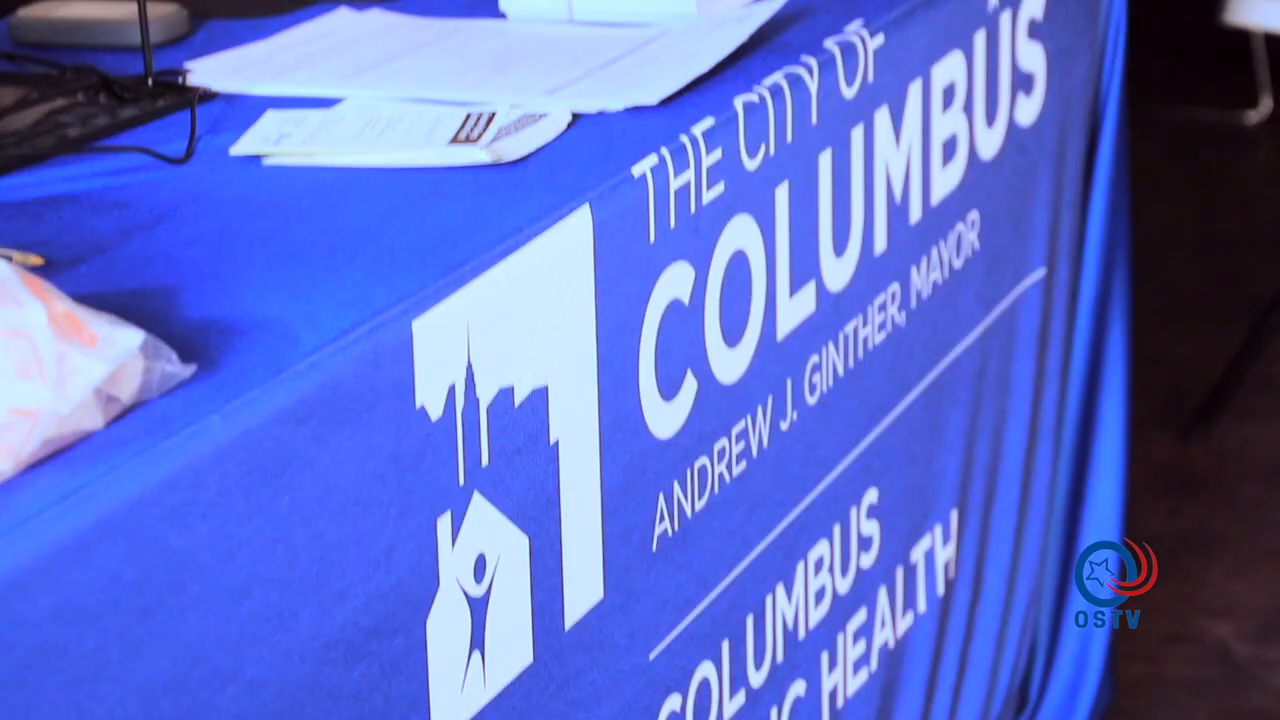 THE CITY OF
COLUMBUS
ANDREW J. GINTHER, MAYOR
COLUMBUS
HEALTH
OSTV